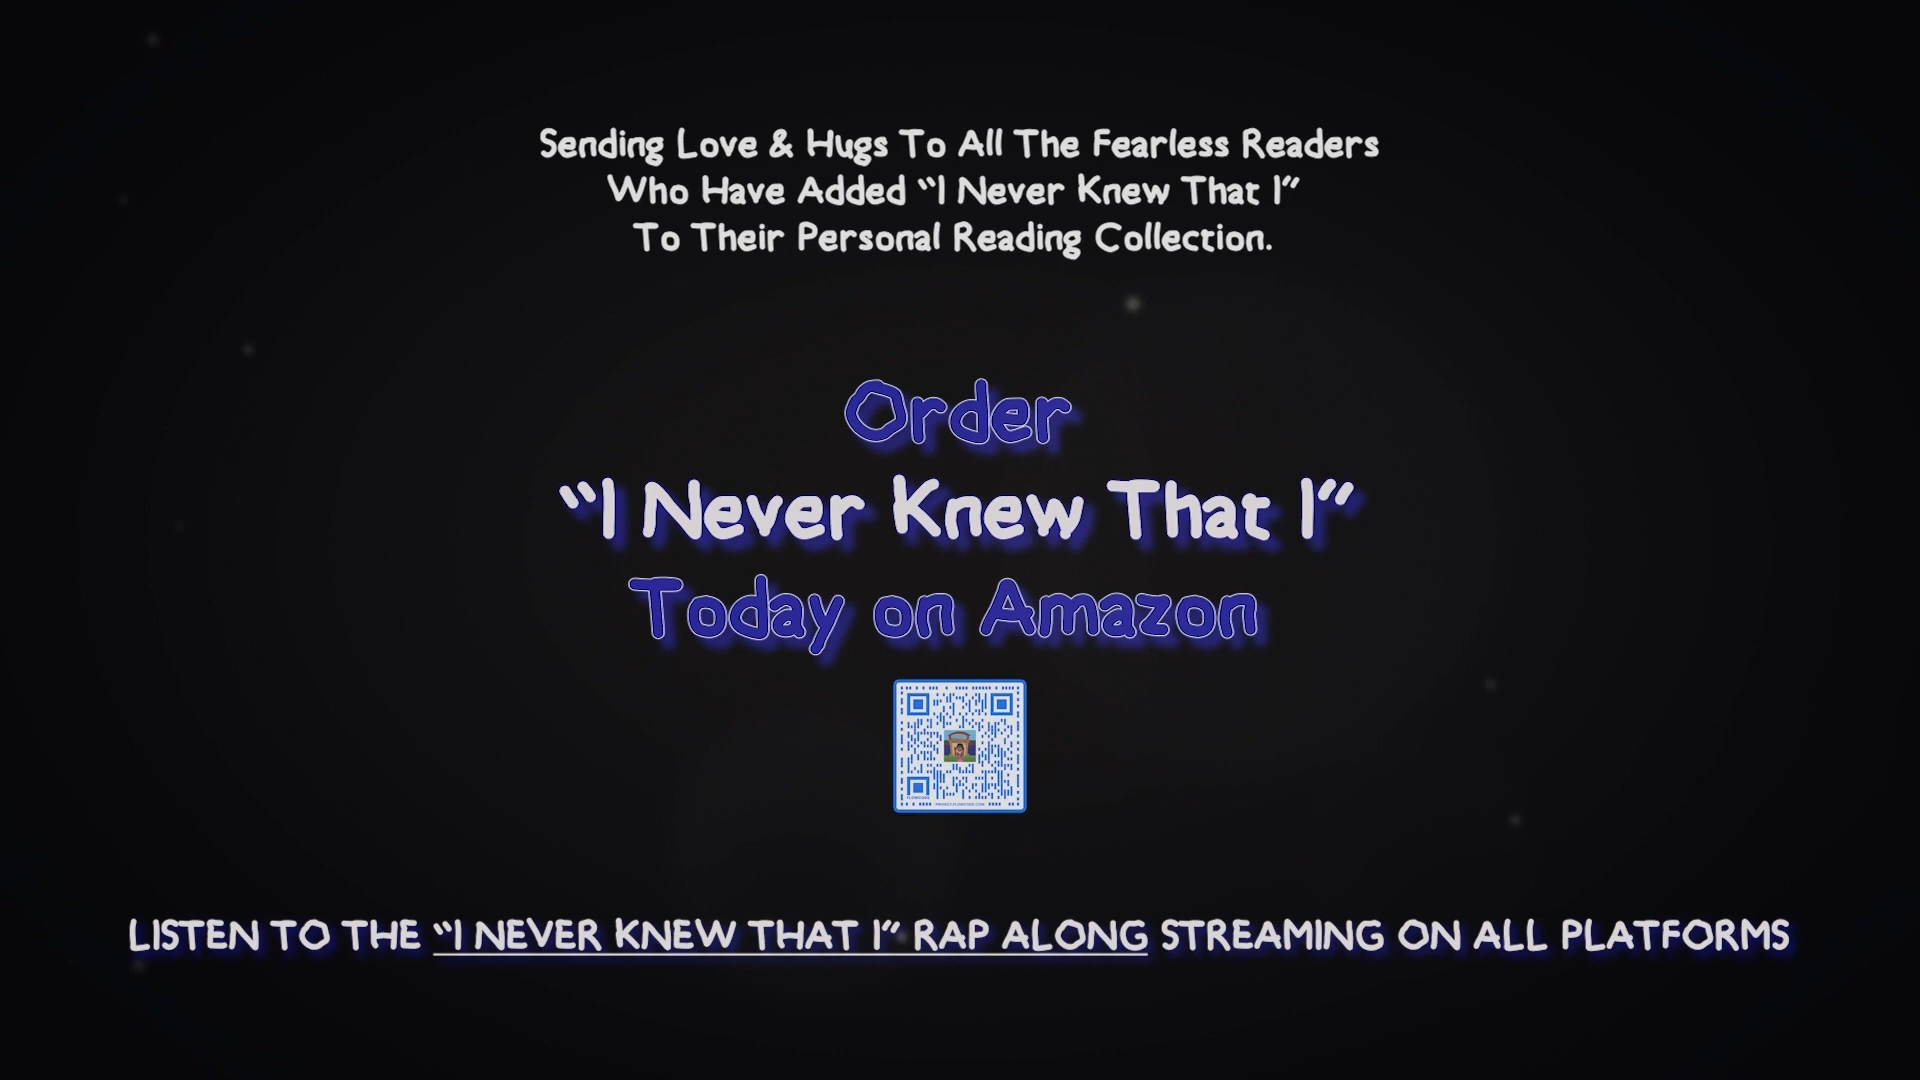 Sending Love & Hugs To All The Fearless Readers
Who Have Added “I Never Knew That I”
To Their Personal Reading Collection.
Order
“I Never Knew That I”
Today on Amazon
LISTEN TO THE “I NEVER KNEW THAT I” RAP ALONG STREAMING ON ALL PLATFORMS